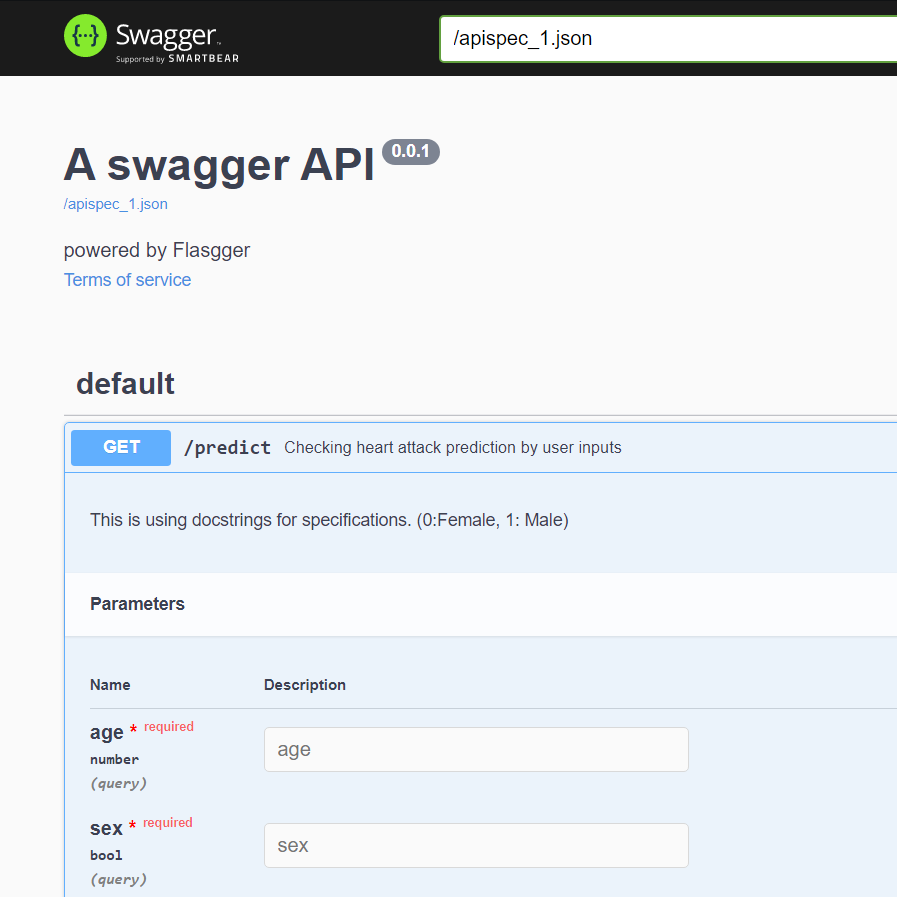 {...} Swagger™
Supported by SMARTBEAR
/apispec_1.json
A swagger API 0.0.1
/apispec_1.json
powered by Flasgger
Terms of service
default
GET /predict Checking heart attack prediction by user inputs
This is using docstrings for specifications. (0:Female, 1: Male)
Parameters
Name Description
age * required
number
(query)
age
sex * required
bool
(query)
sex